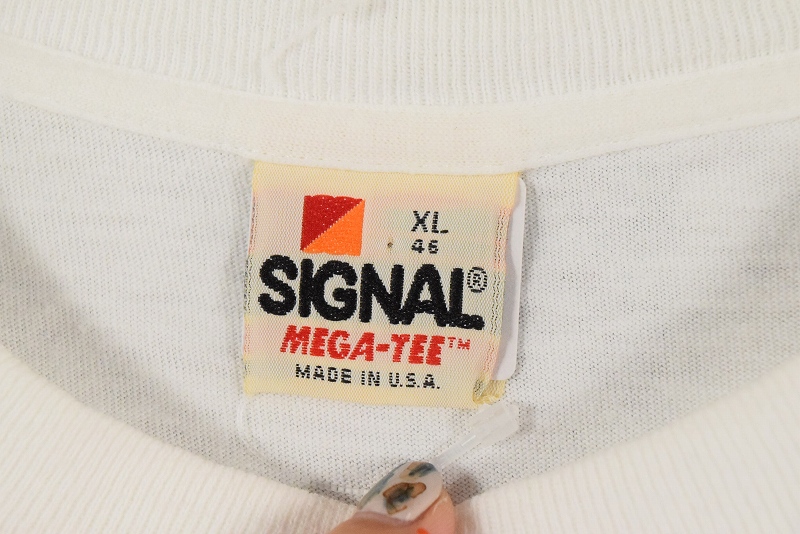 XL
46
SIGNAL®
MEGA-TEE™
MADE IN U.S.A.